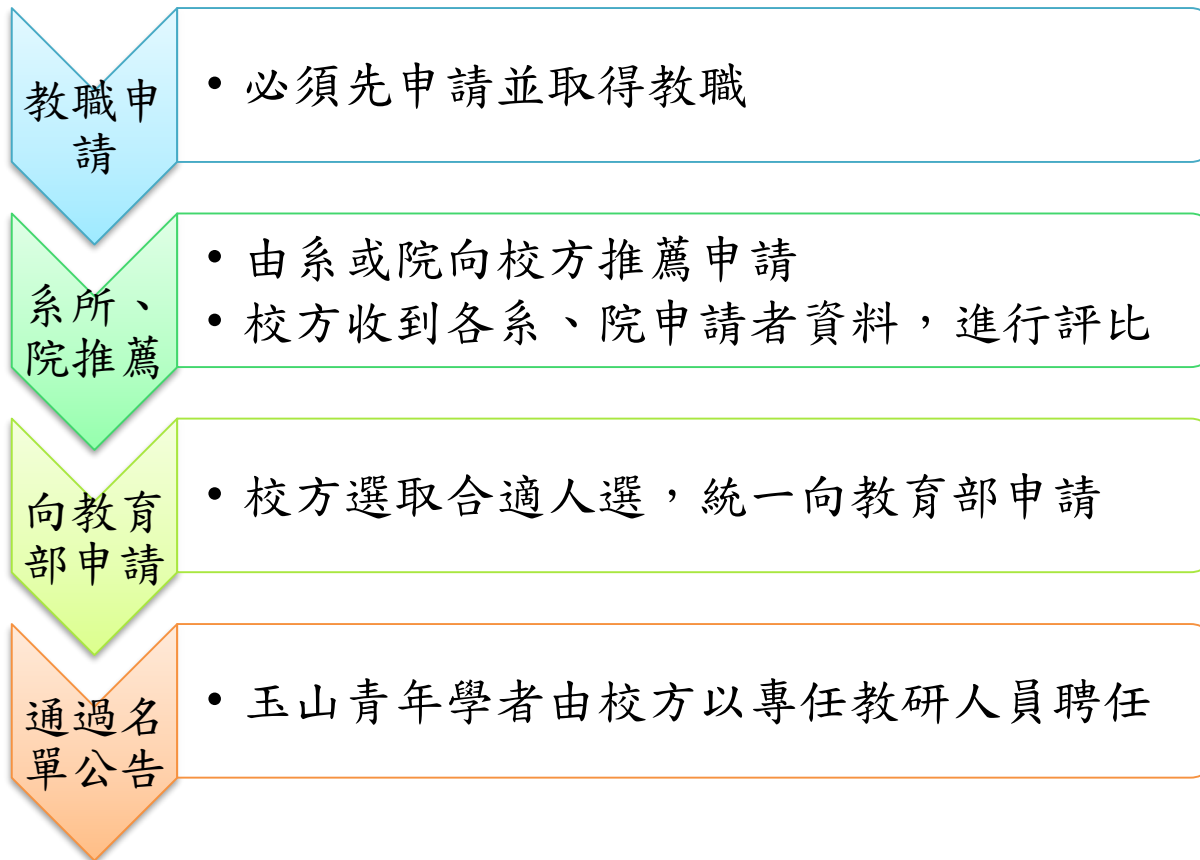 教職申
請
• 必須先申請並取得教職
系所、
院推薦
• 由系或院向校方推薦申請
• 校方收到各系、院申請者資料，進行評比
向教育
部申請
• 校方選取合適人選，統一向教育部申請
通過名
單公告
• 玉山青年學者由校方以專任教研人員聘任